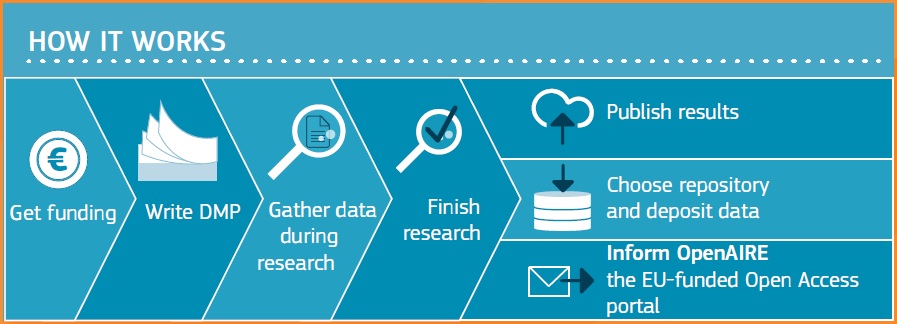 HOW IT WORKS
€
Get funding
Write DMP
Gather data
during
research
Finish
research
Publish results
Choose repository
and deposit data
Inform OpenAIRE
the EU-funded Open Access
portal